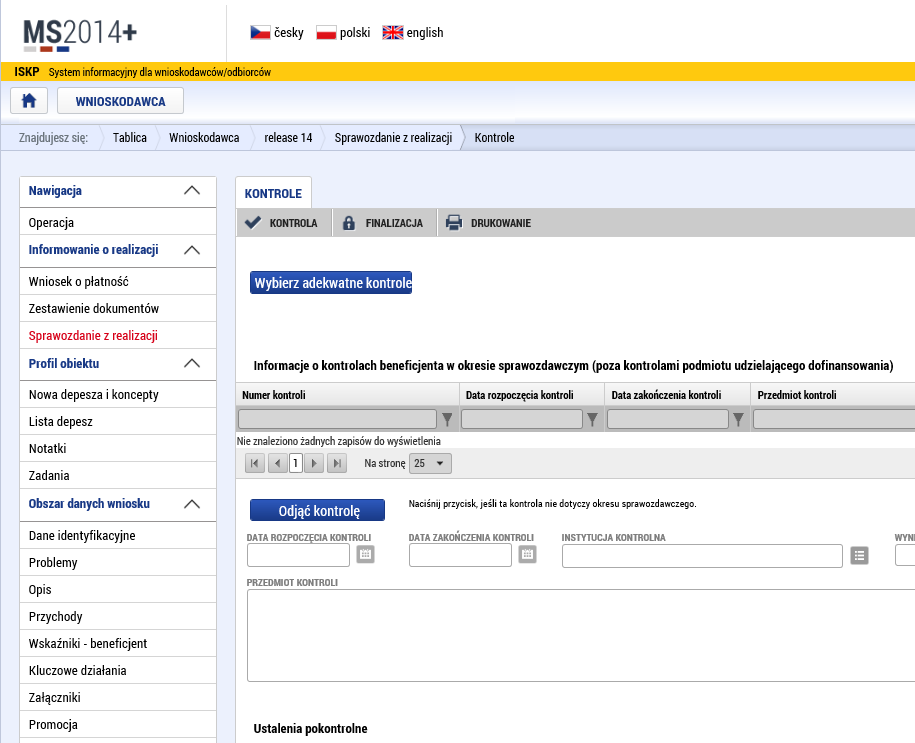 MS2014+
česky polski english
ISKP System informacyjny dla wnioskodawców/odbiorców
WNIOSKODAWCA
Znajdujesz się: Tablica Wnioskodawca release 14 Sprawozdanie z realizacji Kontrole
Nawigacja
Operacja
Informowanie o realizacji
Wniosek o płatność
Zestawienie dokumentów
Sprawozdanie z realizacji
Profil obiektu
Nowa depesza i koncepty
Lista depesz
Notatki
Zadania
Obszar danych wniosku
Dane identyfikacyjne
Problemy
Opis
Przychody
Wskaźniki - beneficjent
Kluczowe działania
Załączniki
Promocja
KONTROLE
KONTROLA FINALIZACJA DRUKOWANIE
Wybierz adekwatne kontrole
Informacje o kontrolach beneficjenta w okresie sprawozdawczym (poza kontrolami podmiotu udzielającego dofinansowania)
Numer kontroli Data rozpoczęcia kontroli Data zakończenia kontroli Przedmiot kontroli
Nie znaleziono żadnych zapisów do wyświetlenia
1 Na stronę 25
Odjąć kontrolę Naciśnij przycisk, jeśli ta kontrola nie dotyczy okresu sprawozdawczego.
DATA ROZPOCZĘCIA KONTROLI DATA ZAKOŃCZENIA KONTROLI INSTYTUCJA KONTROLNA
PRZEDMIOT KONTROLI
Ustalenia pokontrolne